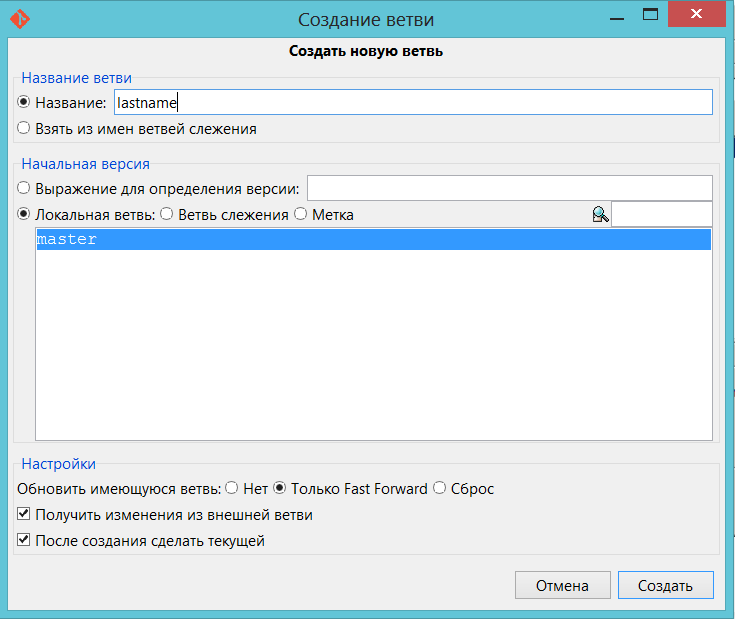 Создание ветви
Создать новую ветвь
Название ветви
Название: lastname
Взять из имен ветвей слежения
Начальная версия
Выражение для определения версии:
Локальная ветвь: Ветвь слежения Метка
master
Настройки
Обновить имеющуюся ветвь: Нет Только Fast Forward Сброс
Получить изменения из внешней ветви
После создания сделать текущей
Отмена Создать